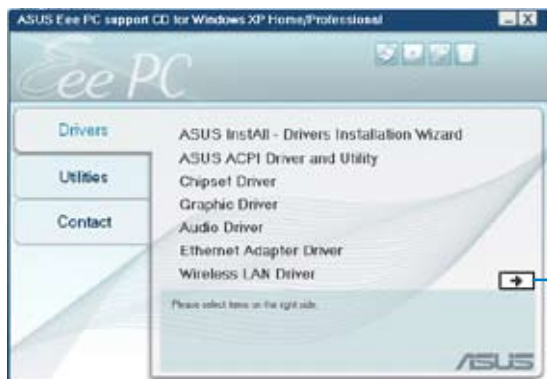 ASUS Eee PC support CD for Windows XP Home/Professional
Eee PC
Drivers
Utilities
Contact
ASUS InstAll - Drivers Installation Wizard
ASUS ACPI Driver and Utility
Chipset Driver
Graphic Driver
Audio Driver
Ethernet Adapter Driver
Wireless LAN Driver
Please select items on the right side.
ASUS